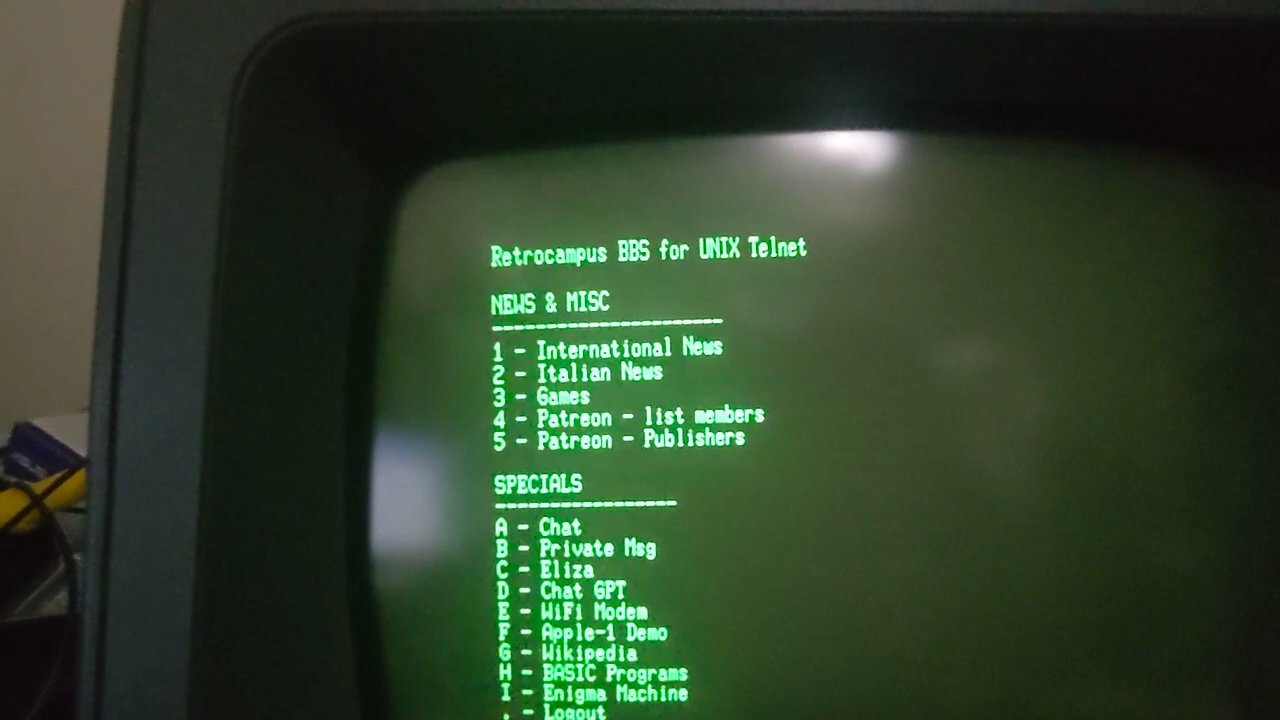 Retrocampus BBS for UNIX Telnet
NEWS & MISC
---------------------
1 - International News
2 - Italian News
3 - Games
4 - Patreon - list members
5 - Patreon - Publishers
SPECIALS
-----------------
A - Chat
B - Private Msg
C - Eliza
D - Chat GPT
E - WiFi Modem
F - Apple-1 Demo
G - Wikipedia
H - BASIC Programs
I - Enigma Machine
. - Logout